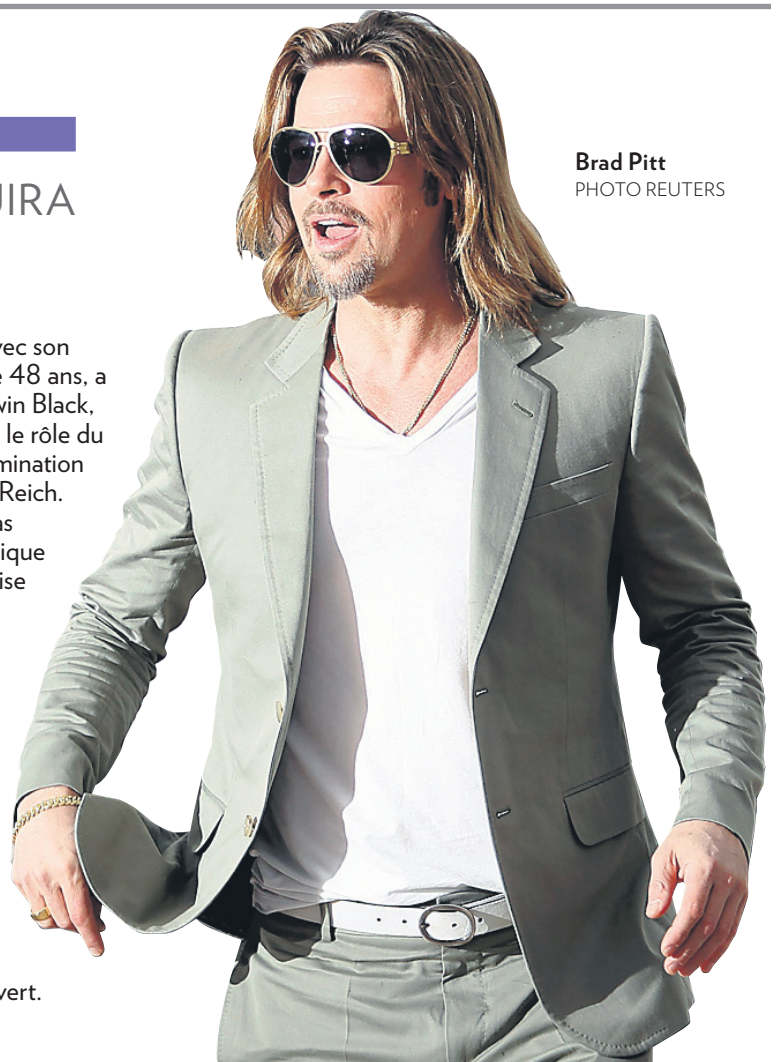 JIRA
vec son
48 ans, a
win Black,
le rôle du
mination
Reich.
as
ique
ise
vert.
Brad Pitt
PHOTO REUTERS